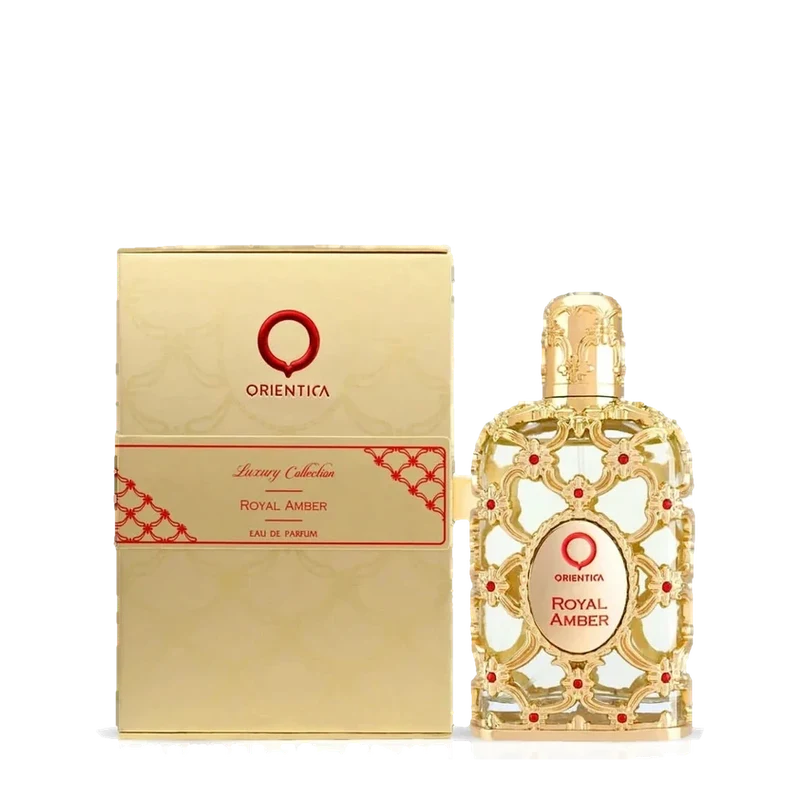 ORIENTICA
Luxury Collection
ROYAL AMBER
EAU DE PARFUM
ORIENTICA
ROYAL
AMBER